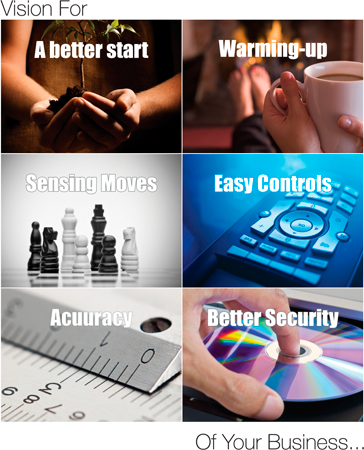 Vision For
A better start
Warming-up
Sensing Moves
Easy Controls
Acuuracy
Better Security
Of Your Business...